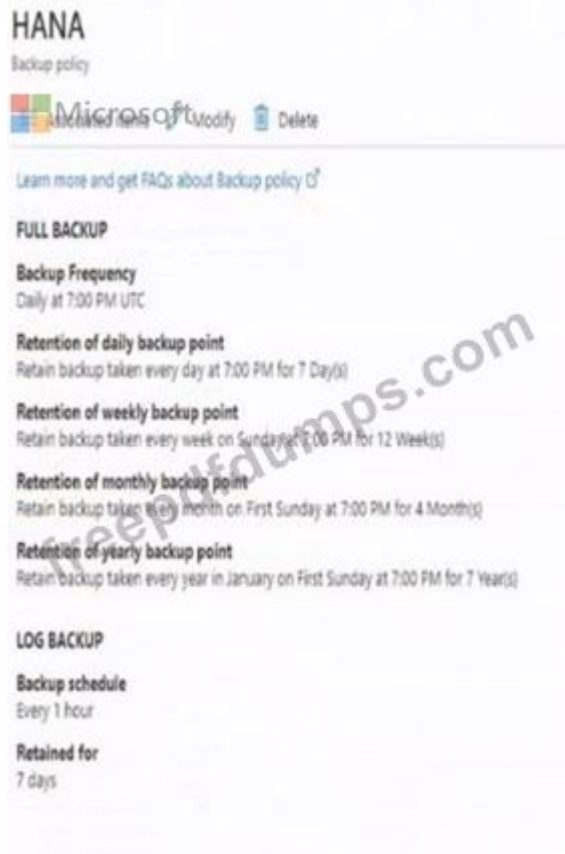 HANA
Backup policy
Microsoft
Associated items Modify Delete
Learn more and get FAQs about Backup policy
FULL BACKUP
Backup Frequency
Daily at 7:00 PM UTC
Retention of daily backup point
Retain backup taken every day at 7:00 PM for 7 Day(s)
Retention of weekly backup point
Retain backup taken every week on Sunday at 7:00 PM for 12 Week(s)
Retention of monthly backup point
Retain backup taken every month on First Sunday at 7:00 PM for 4 Month(s)
Retention of yearly backup point
Retain backup taken every year in January on First Sunday at 7:00 PM for 7 Year(s)
LOG BACKUP
Backup schedule
Every 1 hour
Retained for
7 days
freepdfdumps.com